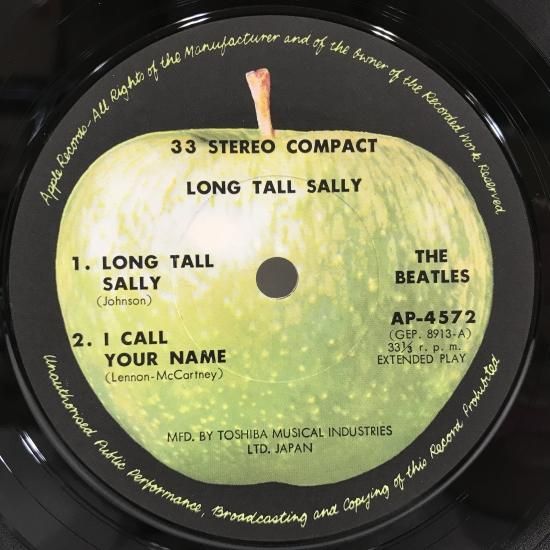 Apple Records-All Rights of the Manufacturer and of the Owner of the Recorded Work Reserved
33 STEREO COMPACT
LONG TALL SALLY
1. LONG TALL
SALLY
(Johnson)
2. I CALL
YOUR NAME
(Lennon-McCartney)
THE
BEATLES
AP-4572
(GEP. 8913-A)
33⅓ r. p. m.
EXTENDED PLAY
MFD. BY TOSHIBA MUSICAL INDUSTRIES
LTD. JAPAN
Unauthorised Public Performance, Broadcasting and Copying of this Record Prohibited